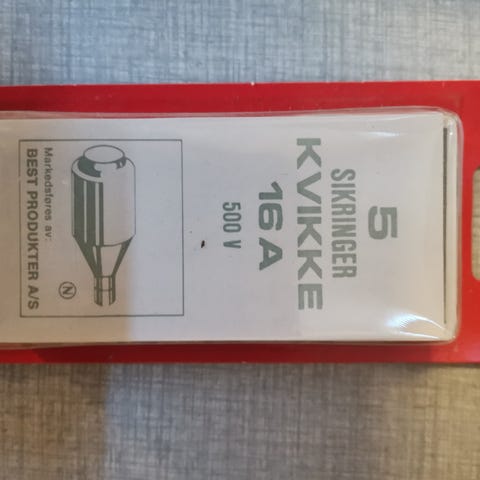 5
SIKRINGER
KVIKKE
16 A
500 V
Markedsføres av:
BEST PRODUKTER A/S
N